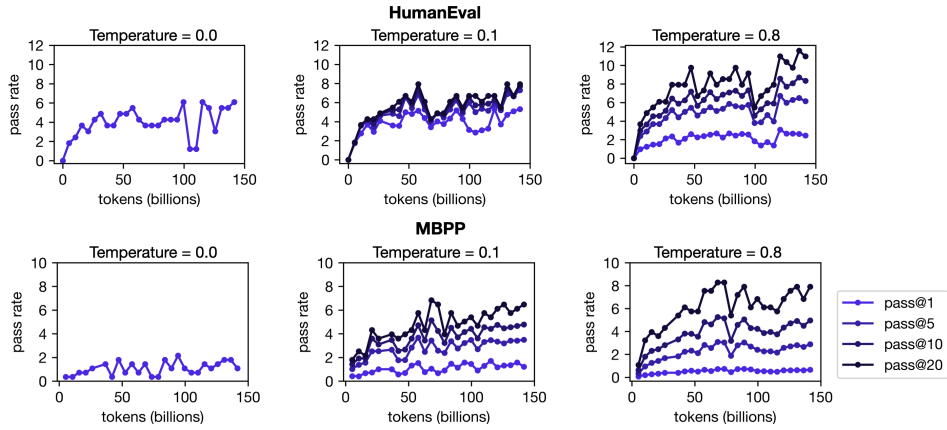 HumanEval
Temperature = 0.0
12
10
8
6
4
2
0
pass rate
0 50 100 150
tokens (billions)
Temperature = 0.1
12
10
8
6
4
2
0
pass rate
0 50 100 150
tokens (billions)
Temperature = 0.8
12
10
8
6
4
2
0
pass rate
0 50 100 150
tokens (billions)
MBPP
Temperature = 0.0
10
8
6
4
2
0
pass rate
0 50 100 150
tokens (billions)
Temperature = 0.1
10
8
6
4
2
0
pass rate
0 50 100 150
tokens (billions)
Temperature = 0.8
10
8
6
4
2
0
pass rate
0 50 100 150
tokens (billions)
pass@1
pass@5
pass@10
pass@20